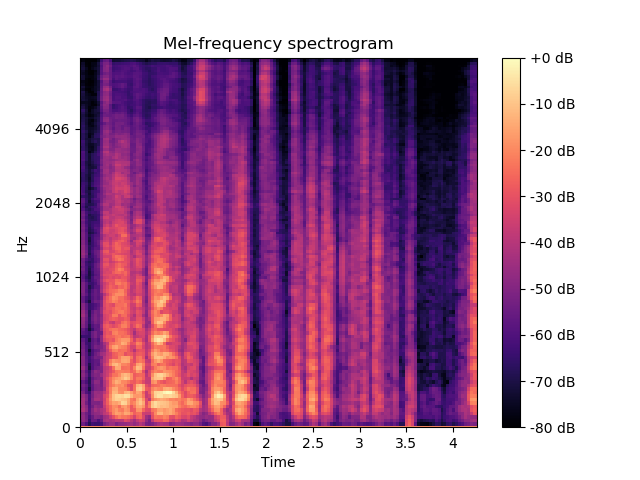 Mel-frequency spectrogram
Hz
4096
2048
1024
512
0
0 0.5 1 1.5 2 2.5 3 3.5 4
Time
+0 dB
-10 dB
-20 dB
-30 dB
-40 dB
-50 dB
-60 dB
-70 dB
-80 dB